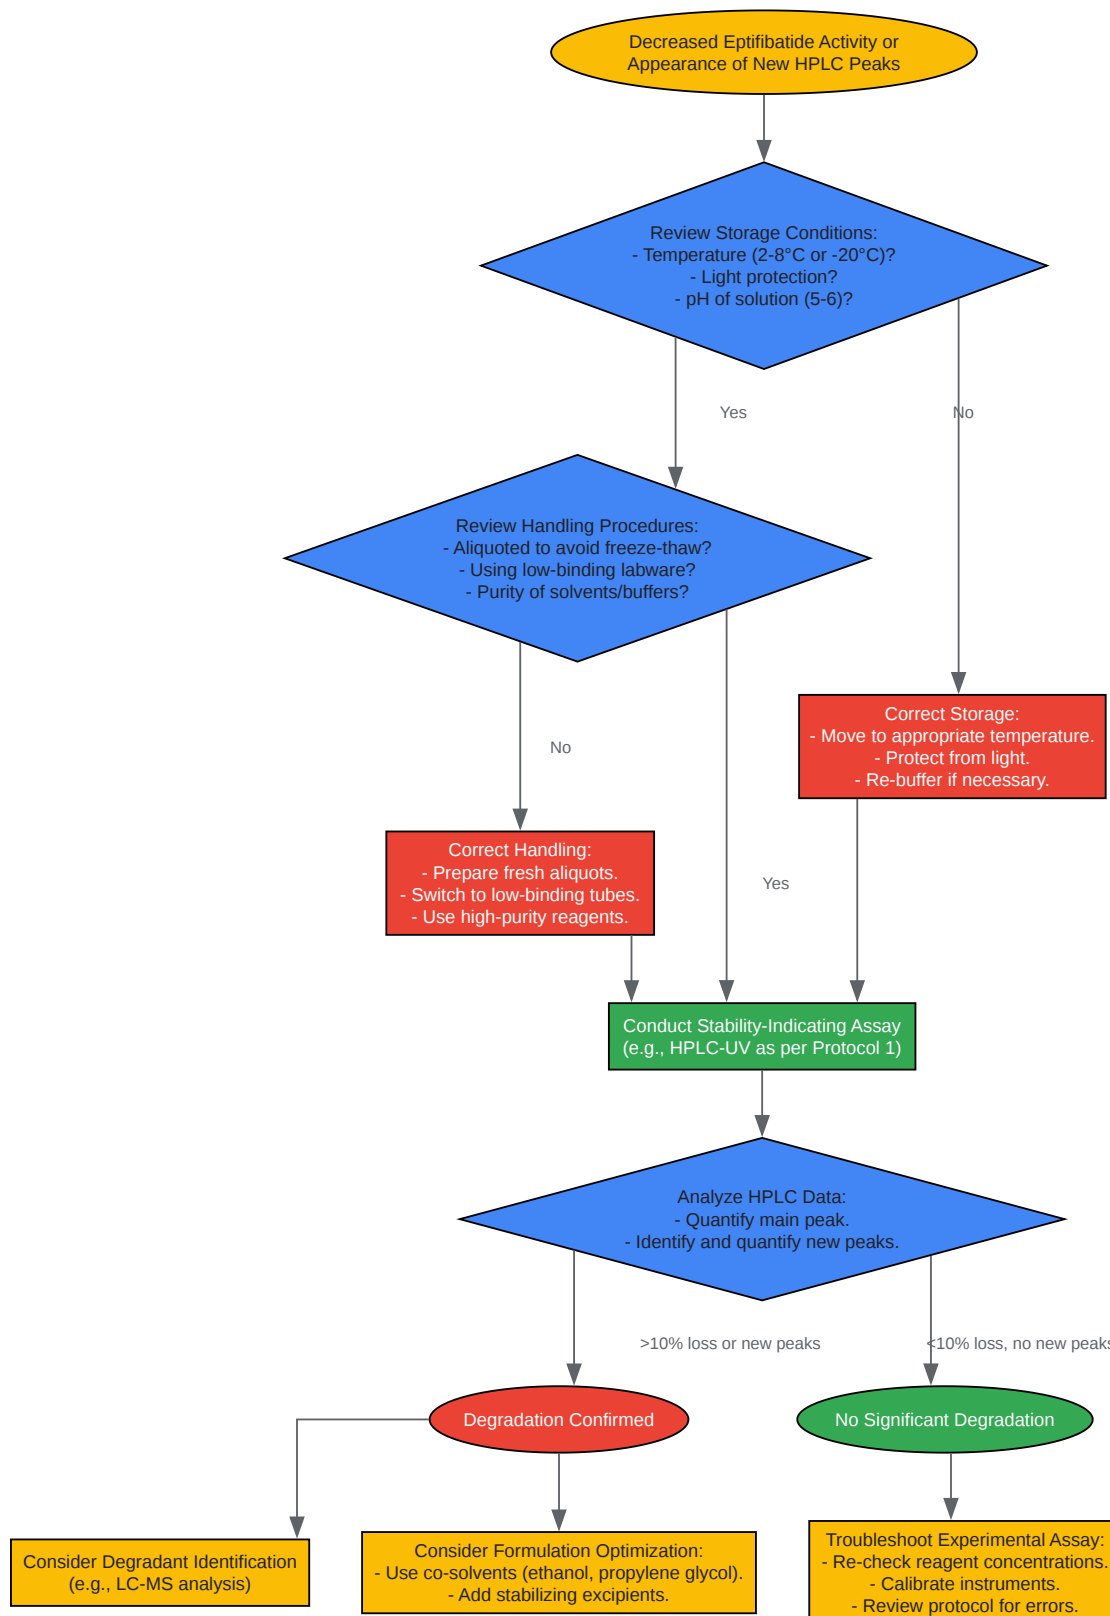 Decreased Eptifibatide Activity or
Appearance of New HPLC Peaks
Review Storage Conditions:
- Temperature (2-8°C or -20°C)?
- Light protection?
- pH of solution (5-6)?
Yes
No
Review Handling Procedures:
- Aliquoted to avoid freeze-thaw?
- Using low-binding labware?
- Purity of solvents/buffers?
Correct Storage:
- Move to appropriate temperature.
- Protect from light.
- Re-buffer if necessary.
No
Correct Handling:
- Prepare fresh aliquots.
- Switch to low-binding tubes.
- Use high-purity reagents.
Yes
Conduct Stability-Indicating Assay
(e.g., HPLC-UV as per Protocol 1)
Analyze HPLC Data:
- Quantify main peak.
- Identify and quantify new peaks.
>10% loss or new peaks
<10% loss, no new peaks
Degradation Confirmed
No Significant Degradation
Consider Degradant Identification
(e.g., LC-MS analysis)
Consider Formulation Optimization:
- Use co-solvents (ethanol, propylene glycol).
- Add stabilizing excipients.
Troubleshoot Experimental Assay:
- Re-check reagent concentrations.
- Calibrate instruments.
- Review protocol for errors.